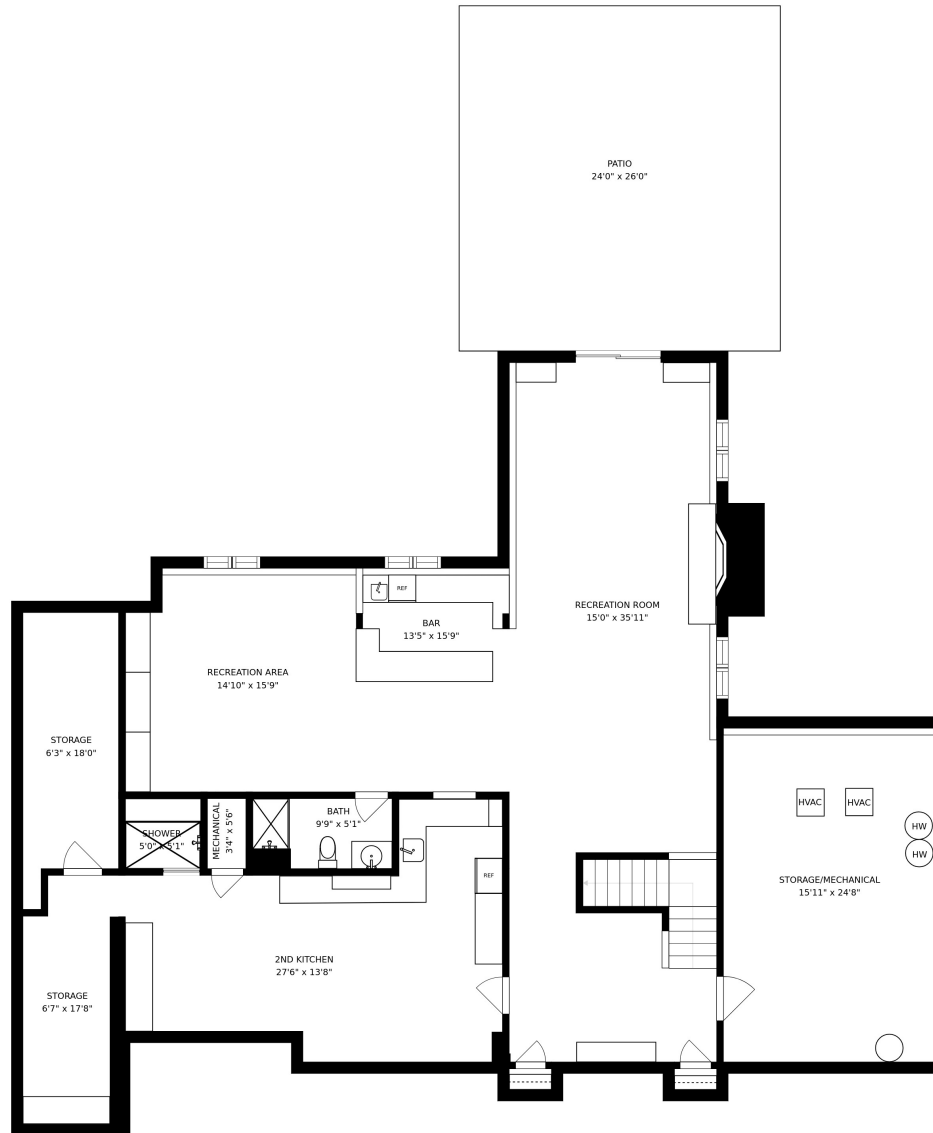 PATIO
24'0" x 26'0"
REF
RECREATION ROOM
15'0" x 35'11"
BAR
13'5" x 15'9"
RECREATION AREA
14'10" x 15'9"
STORAGE
6'3" x 18'0"
HVAC
HVAC
HW
HW
SHOWER
5'0" x 5'1"
MECHANICAL
3'4" x 5'6"
BATH
9'9" x 5'1"
REF
STORAGE/MECHANICAL
15'11" x 24'8"
2ND KITCHEN
27'6" x 13'8"
STORAGE
6'7" x 17'8"